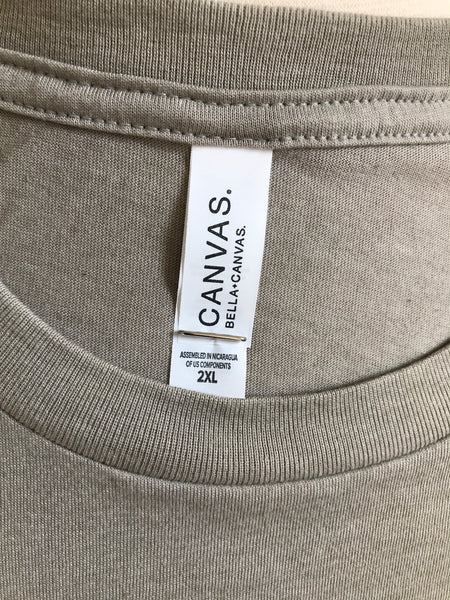 CANVAS.
BELLA+CANVAS.
ASSEMBLED IN NICARAGUA
OF US COMPONENTS
2XL